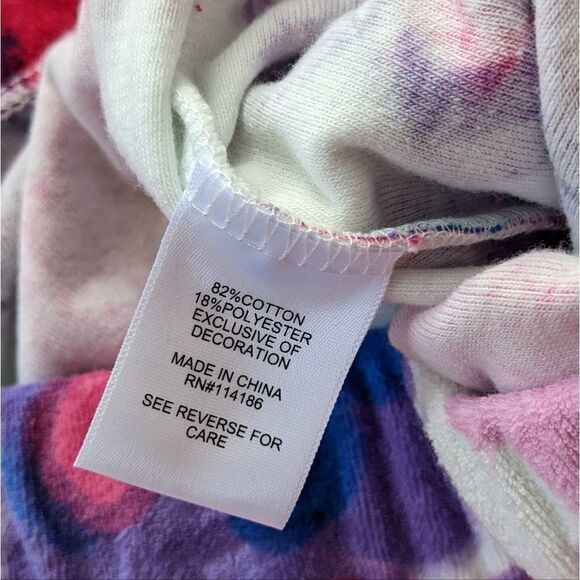 82%COTTON
18%POLYESTER
EXCLUSIVE OF
DECORATION
MADE IN CHINA
RN#114186
SEE REVERSE FOR
CARE